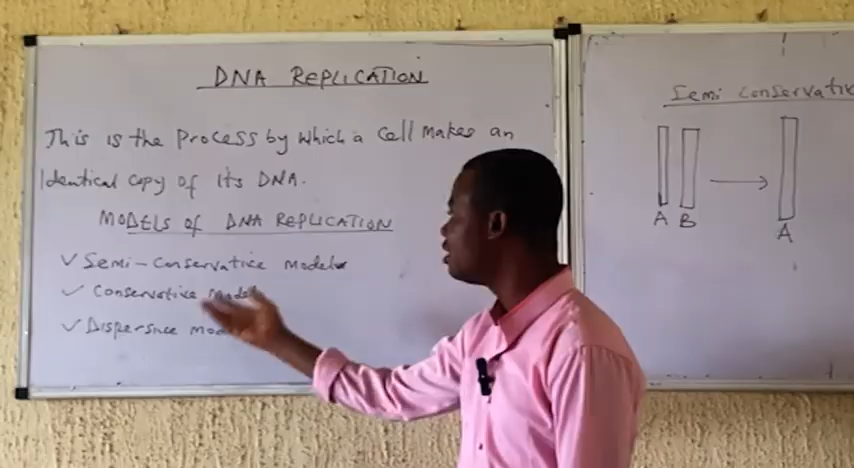 DNA REPLICATION
This is the Process by which a Cell makes an
Identical Copy of its DNA.
MODELS OF DNA REPLICATION
✓ Semi-Conservative Model
✓ Conservative Model
✓ Dispersive
Semi Conservative
A B
A